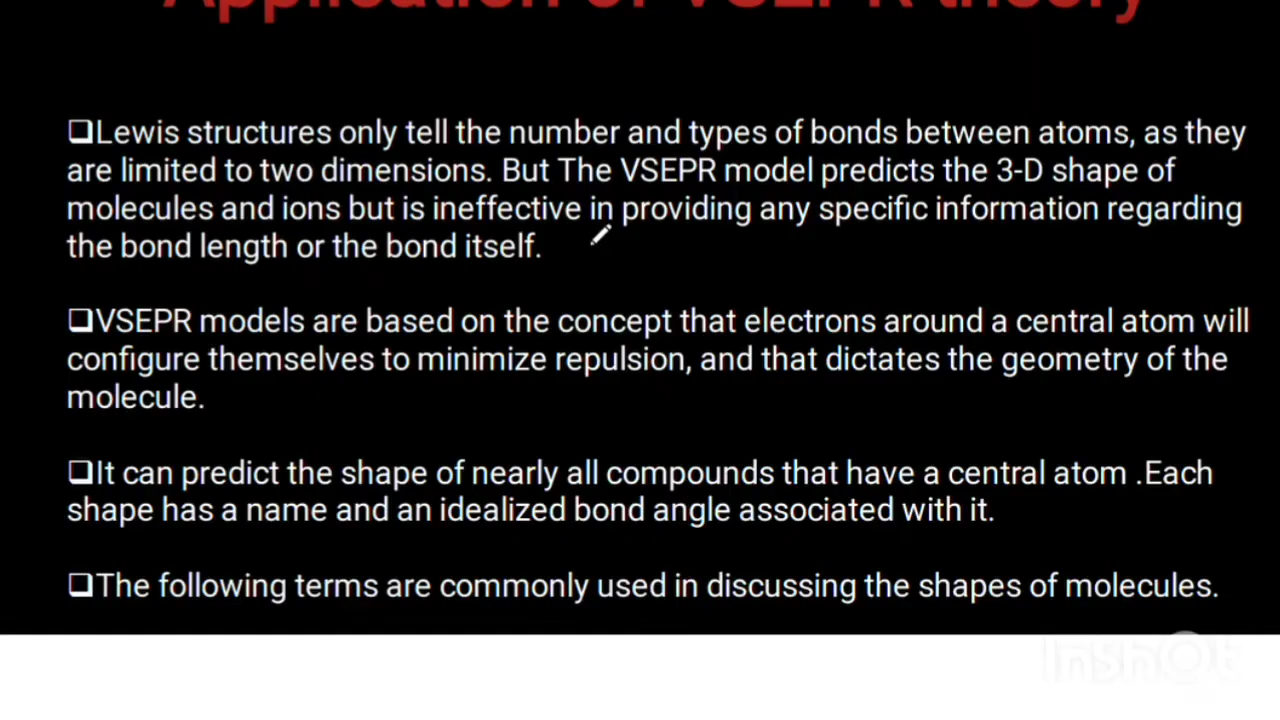 Application of VSEPR theory
❑Lewis structures only tell the number and types of bonds between atoms, as they
are limited to two dimensions. But The VSEPR model predicts the 3-D shape of
molecules and ions but is ineffective in providing any specific information regarding
the bond length or the bond itself.
❑VSEPR models are based on the concept that electrons around a central atom will
configure themselves to minimize repulsion, and that dictates the geometry of the
molecule.
❑It can predict the shape of nearly all compounds that have a central atom .Each
shape has a name and an idealized bond angle associated with it.
❑The following terms are commonly used in discussing the shapes of molecules.
InshOt